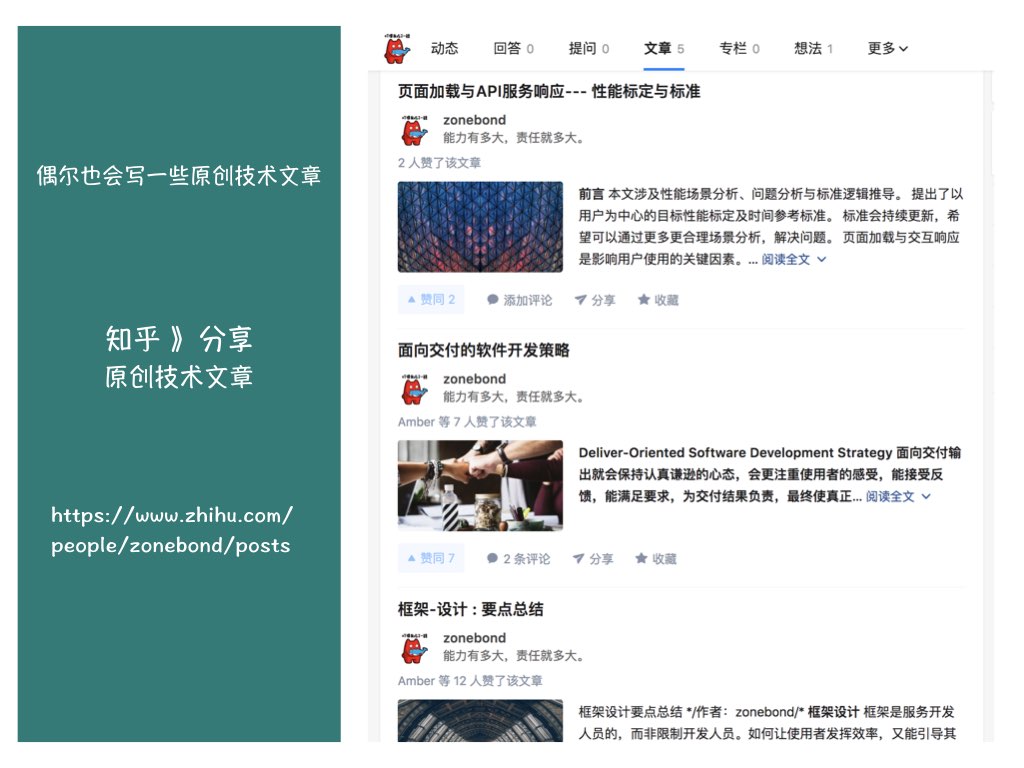 偶尔也会写一些原创技术文章
知乎 》 分享
原创技术文章
https://www.zhihu.com/
people/zonebond/posts
动态 回答 0 提问 0 文章 5 专栏 0 想法 1 更多
页面加载与API服务响应--- 性能标定与标准
zonebond
能力有多大，责任就多大。
2 人赞了该文章
前言 本文涉及性能场景分析、问题分析与标准逻辑推导。 提出了以
用户为中心的目标性能标定及时间参考标准。 标准会持续更新，希
望可以通过更多更合理场景分析，解决问题。 页面加载与交互响应
是影响用户使用的关键因素。... 阅读全文
赞同 2 添加评论 分享 收藏
面向交付的软件开发策略
zonebond
能力有多大，责任就多大。
Amber 等 7 人赞了该文章
Deliver-Oriented Software Development Strategy 面向交付输
出就会保持认真谦逊的心态，会更注重使用者的感受，能接受反
馈，能满足要求，为交付结果负责，最终使真正... 阅读全文
赞同 7 2 条评论 分享 收藏
框架-设计 : 要点总结
zonebond
能力有多大，责任就多大。
Amber 等 12 人赞了该文章
框架设计要点总结 */作者：zonebond/* 框架设计 框架是服务开发
人员的，而非限制开发人员。如何让使用者发挥效率，又能引导其